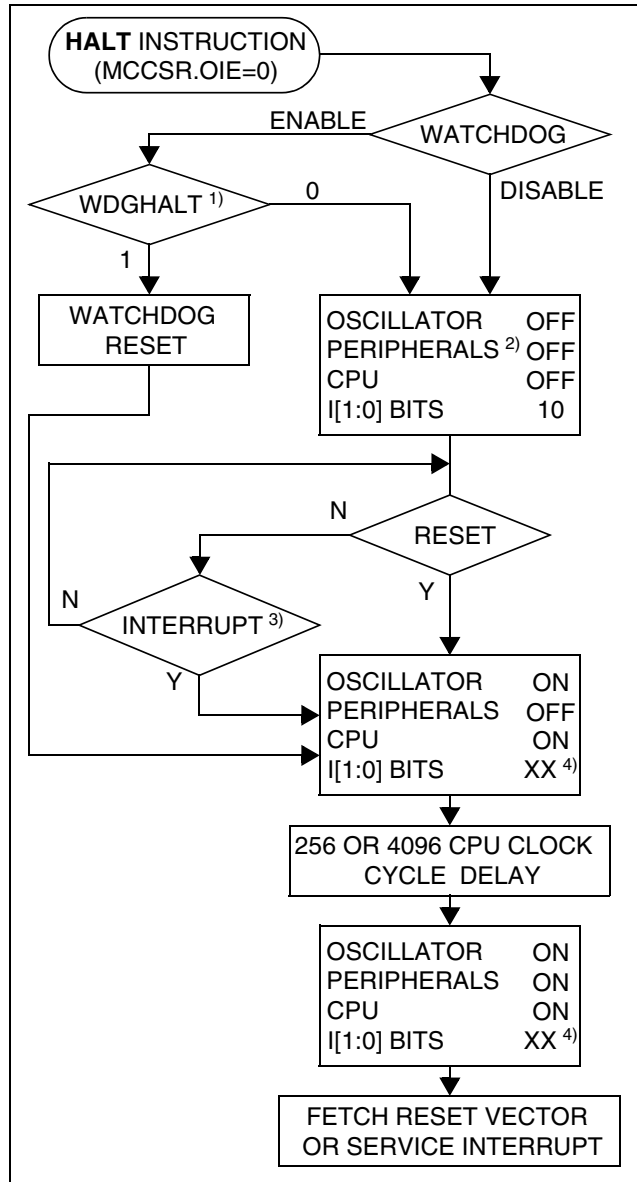 HALT INSTRUCTION
(MCCSR.OIE=0)
ENABLE
WATCHDOG
WDGHALT 1)
0
DISABLE
1
WATCHDOG
RESET
OSCILLATOR OFF
PERIPHERALS 2) OFF
CPU OFF
I[1:0] BITS 10
N
RESET
N
Y
INTERRUPT 3)
Y
OSCILLATOR ON
PERIPHERALS OFF
CPU ON
I[1:0] BITS XX 4)
256 OR 4096 CPU CLOCK
CYCLE DELAY
OSCILLATOR ON
PERIPHERALS ON
CPU ON
I[1:0] BITS XX 4)
FETCH RESET VECTOR
OR SERVICE INTERRUPT